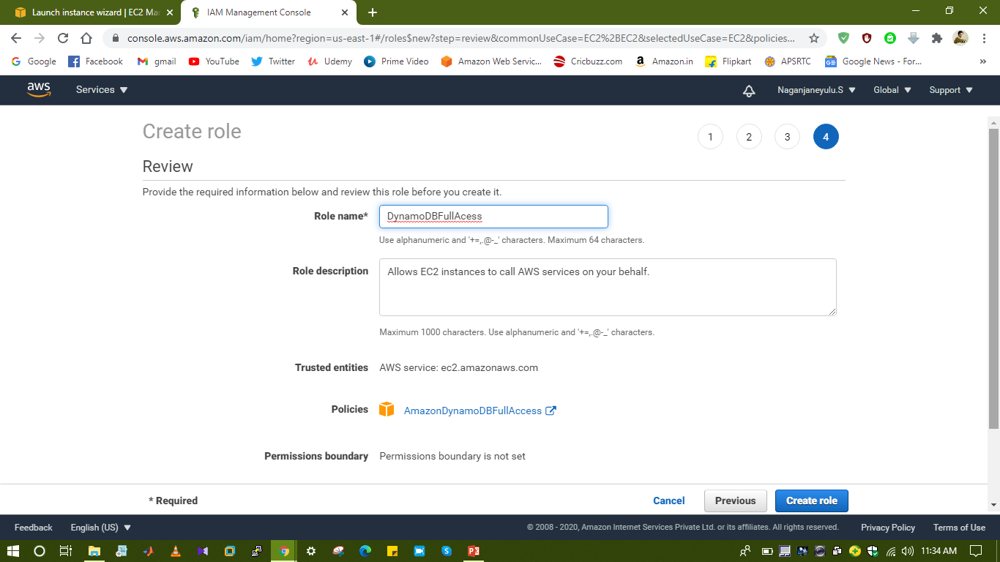 Launch instance wizard | EC2 Ma
IAM Management Console
console.aws.amazon.com/iam/home?region=us-east-1#/roles$new?step=review&commonUseCase=EC2%2BEC2&selectedUseCase=EC2&policies...
Google Facebook gmail YouTube Twitter Udemy Prime Video Amazon Web Servic... Cricbuzz.com Amazon.in Flipkart APSRTC Google News - For... »
aws Services Naganjaneyulu.S Global Support
Create role 1 2 3 4
Review
Provide the required information below and review this role before you create it.
Role name* DynamoDBFullAcess
Use alphanumeric and '+=,.@-_' characters. Maximum 64 characters.
Role description Allows EC2 instances to call AWS services on your behalf.
Maximum 1000 characters. Use alphanumeric and '+=,.@-_' characters.
Trusted entities AWS service: ec2.amazonaws.com
Policies AmazonDynamoDBFullAccess
Permissions boundary Permissions boundary is not set
* Required Cancel Previous Create role
Feedback English (US) © 2008 - 2020, Amazon Internet Services Private Ltd. or its affiliates. All rights reserved. Privacy Policy Terms of Use
11:34 AM